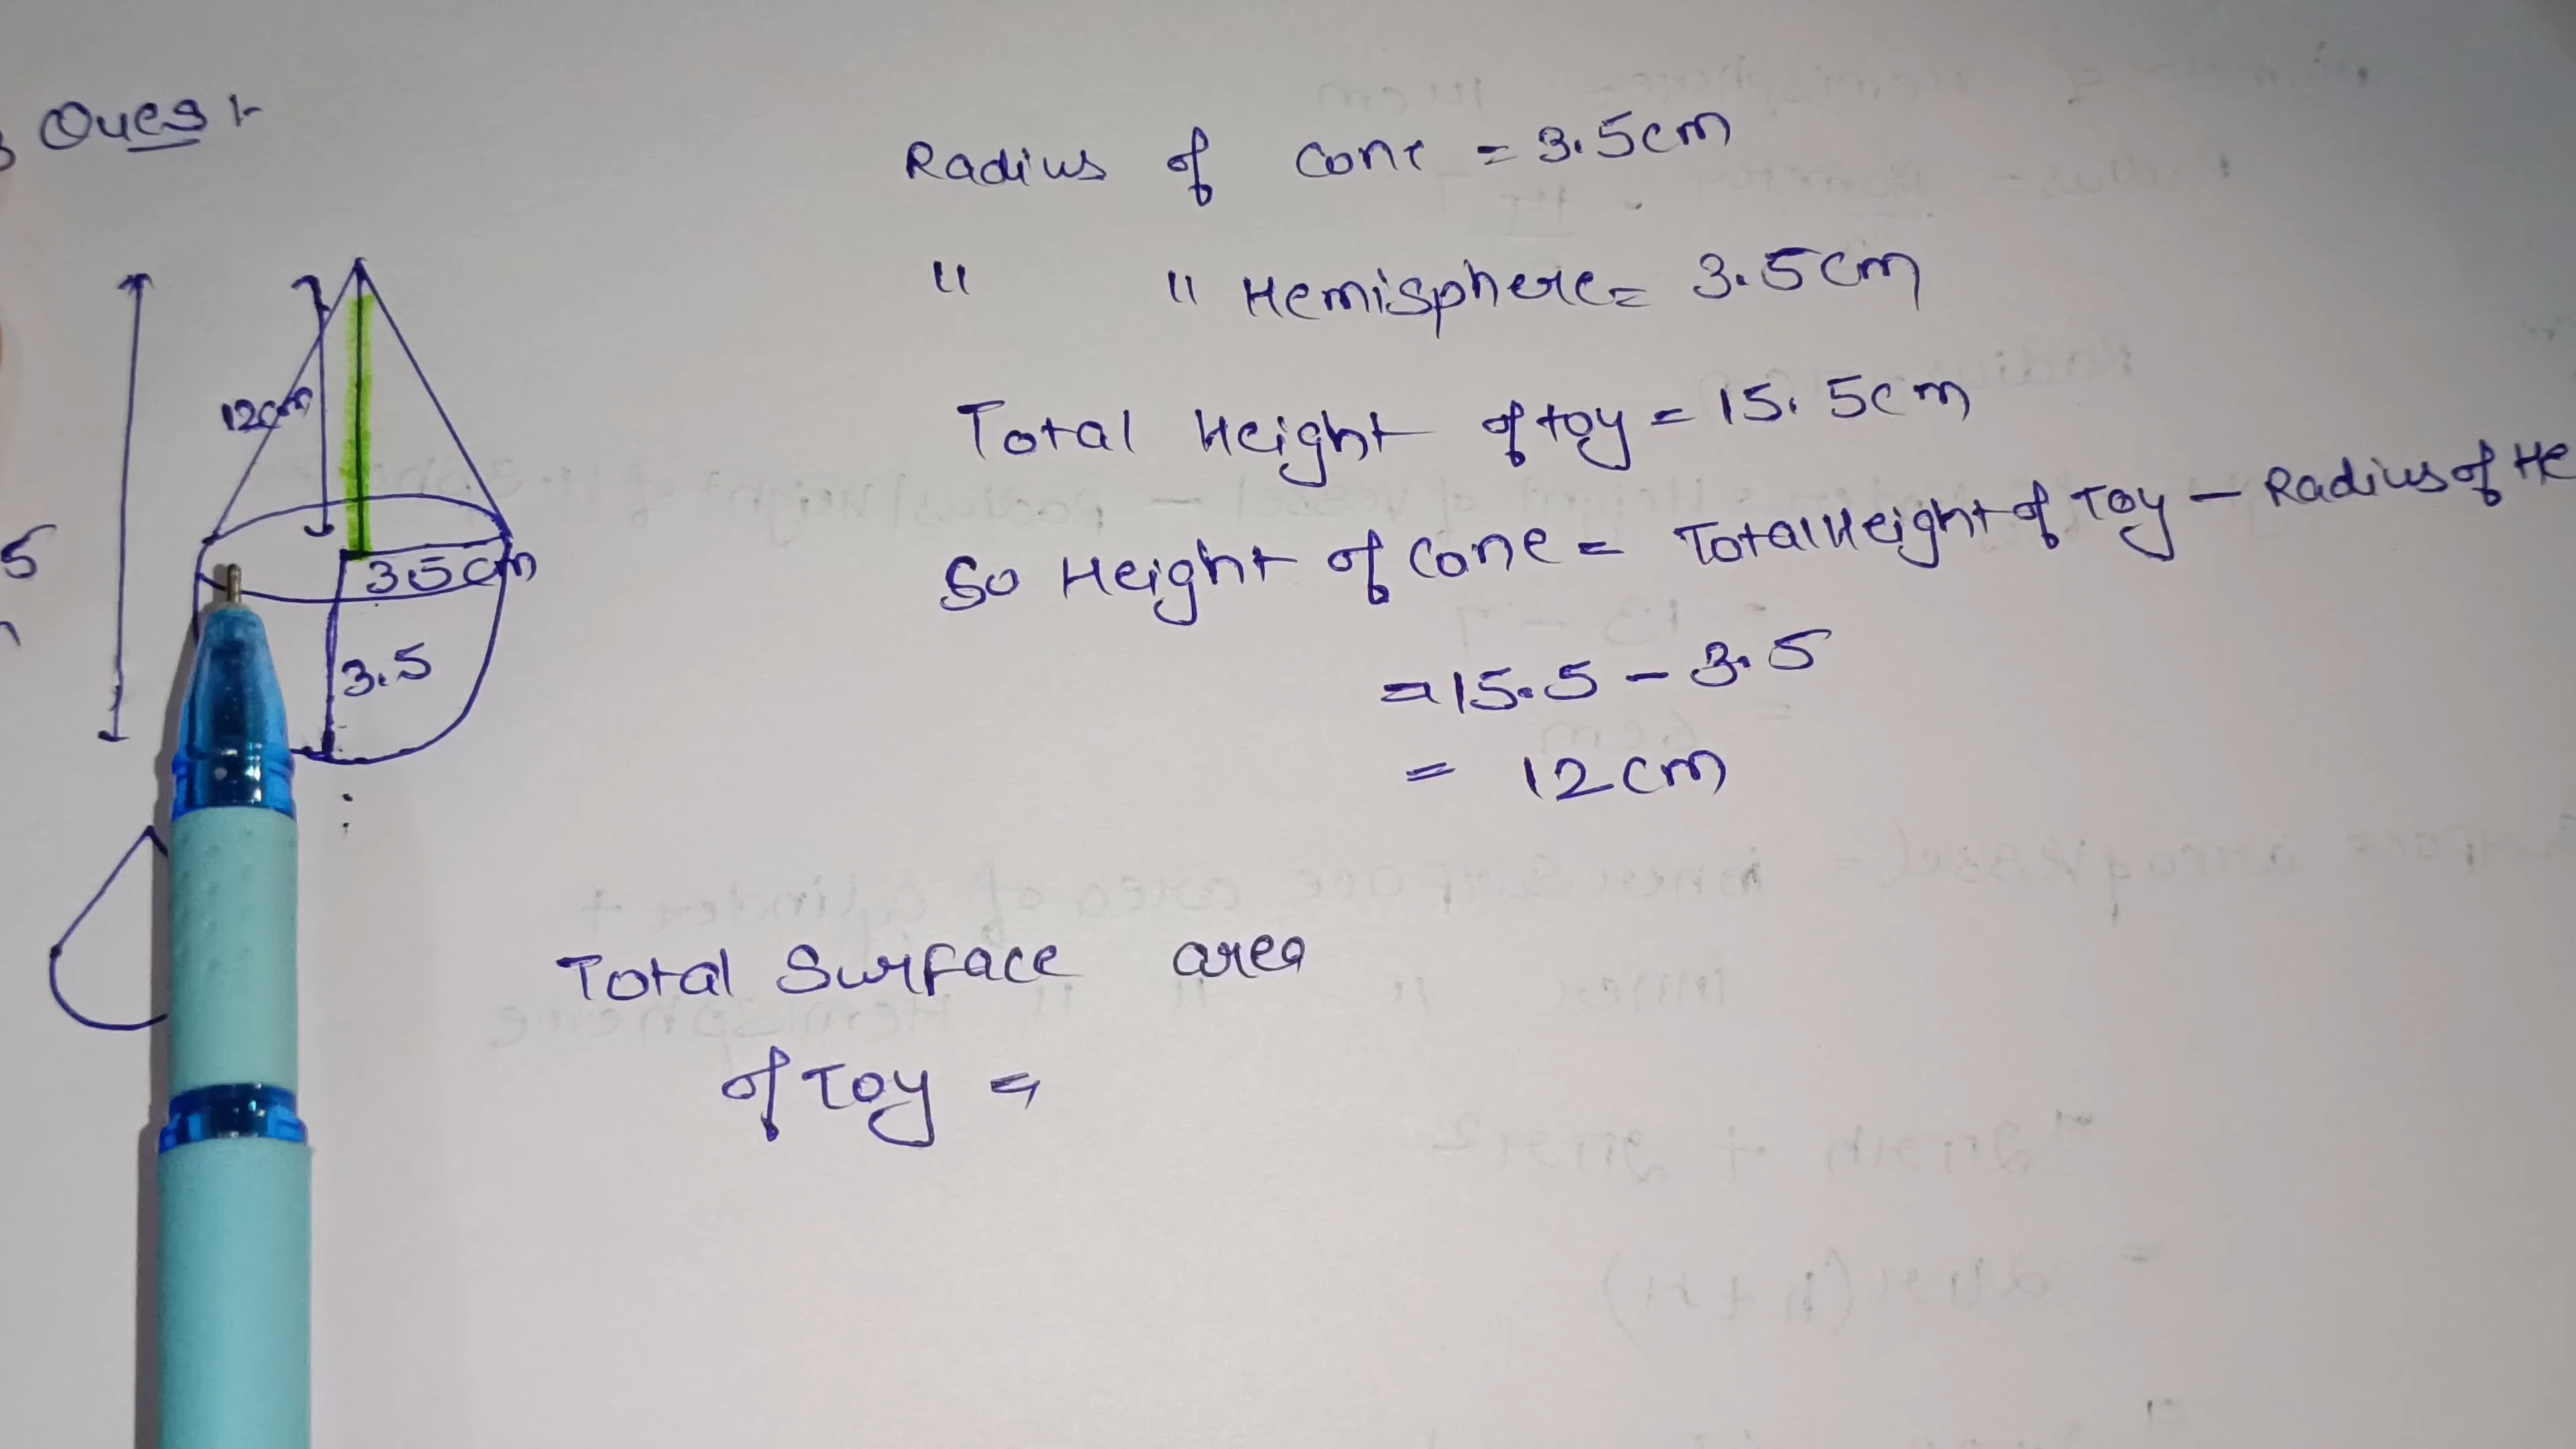 Ques
Radius of cone = 3.5cm
" " Hemisphere = 3.5cm
Total Height of toy = 15.5cm
So Height of cone = Total Height of Toy - Radius of He
= 15.5 - 3.5
= 12cm
12cm
3.5cm
5
3.5
Total Surface area
of Toy =